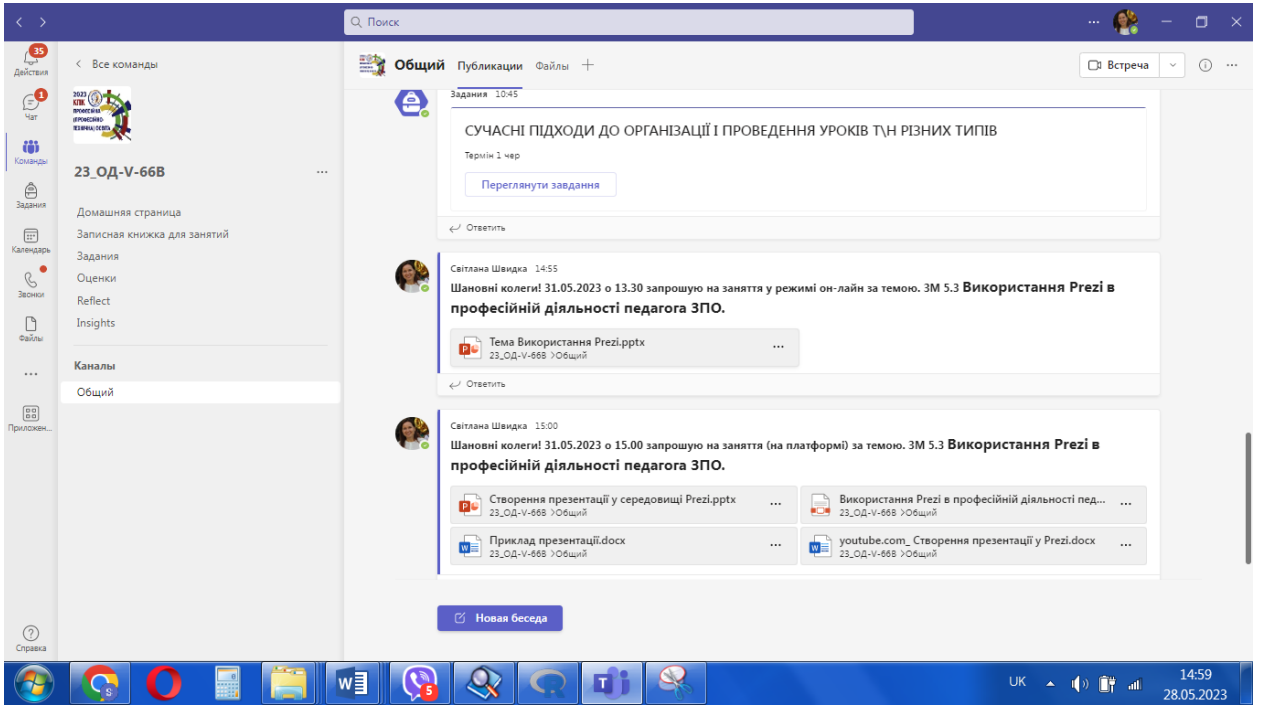 Поиск
35
Действия
1
Чат
Команды
Задания
Календарь
Звонки
Файлы
Приложен...
Справка
Все команды
2023
КПК
23_ОД-V-66В
Домашняя страница
Записная книжка для занятий
Задания
Оценки
Reflect
Insights
Каналы
Общий
Общий Публикации Файлы
Встреча
Задания 10:45
СУЧАСНІ ПІДХОДИ ДО ОРГАНІЗАЦІЇ І ПРОВЕДЕННЯ УРОКІВ Т\Н РІЗНИХ ТИПІВ
Термін 1 чер
Переглянути завдання
Ответить
Світлана Швидка 14:55
Шановні колеги! 31.05.2023 о 13.30 запрошую на заняття у режимі он-лайн за темою. ЗМ 5.3 Використання Prezi в
професійній діяльності педагога ЗПО.
Тема Використання Prezi.pptx
23_ОД-V-66В >Общий
Ответить
Світлана Швидка 15:00
Шановні колеги! 31.05.2023 о 15.00 запрошую на заняття (на платформі) за темою. ЗМ 5.3 Використання Prezi в
професійній діяльності педагога ЗПО.
Створення презентації у середовищі Prezi.pptx
23_ОД-V-66В >Общий
Використання Prezi в професійній діяльності пед...
23_ОД-V-66В >Общий
Приклад презентації.docx
23_ОД-V-66В >Общий
youtube.com_ Створення презентації у Prezi.docx
23_ОД-V-66В >Общий
Новая беседа
5
UK
14:59
28.05.2023